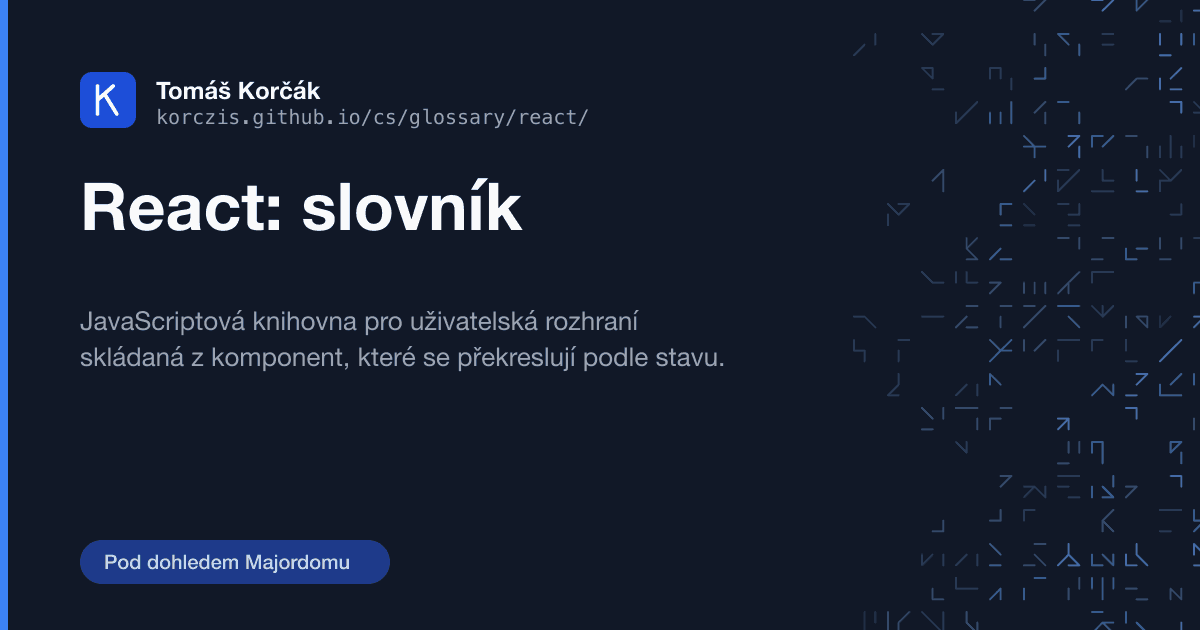 K
Tomáš Korčák
korczis.github.io/cs/glossary/react/
React: slovník
JavaScriptová knihovna pro uživatelská rozhraní
skládaná z komponent, které se překreslují podle stavu.
Pod dohledem Majordomu